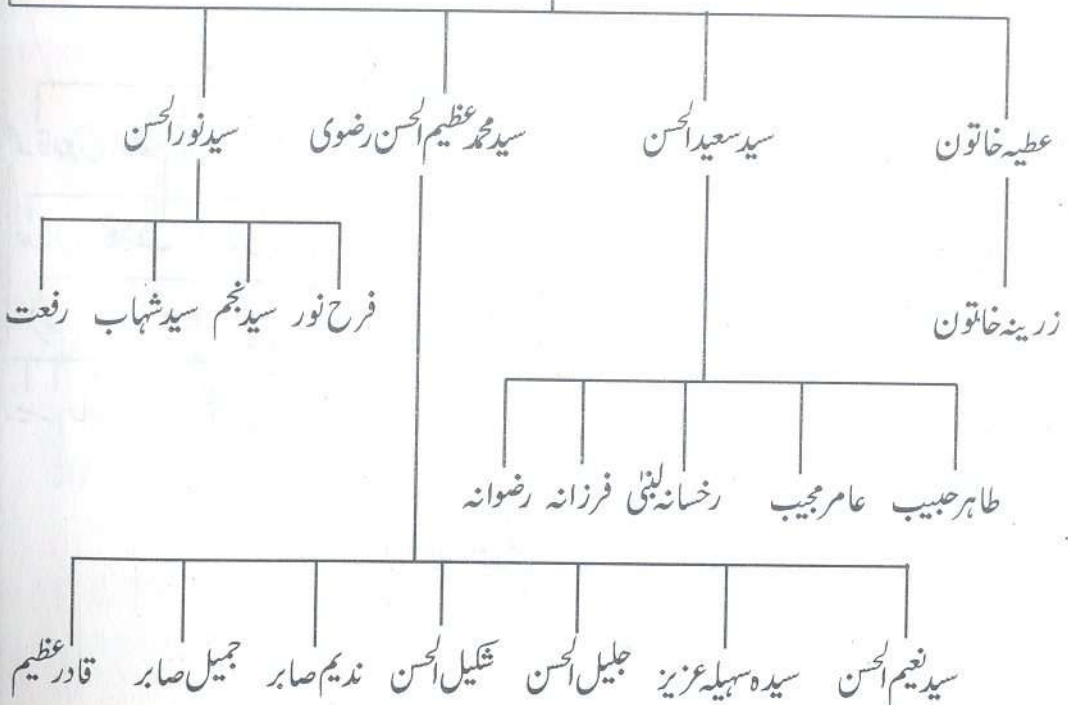 عطیہ خاتون سید سعید الحسن سید محمد عظیم الحسن رضوی سید نور الحسن
زرینہ خاتون فرح نور سید نجم سید شہاب رفعت
طاہر حبیب عامر مجیب رخسانہ لبنیٰ فرزانہ رضوانہ
سید نعیم الحسن سیدہ سہیلہ عزیز جلیل الحسن شکیل الحسن ندیم صابر جمیل صابر قادر عظیم